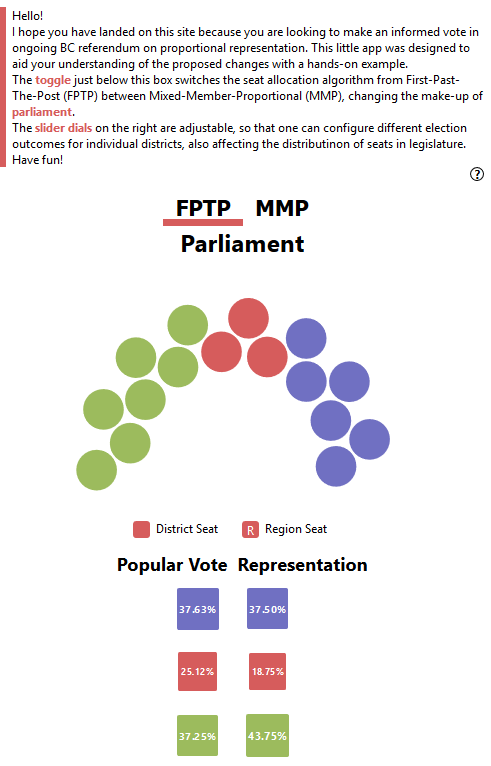 Hello!
I hope you have landed on this site because you are looking to make an informed vote in
ongoing BC referendum on proportional representation. This little app was designed to
aid your understanding of the proposed changes with a hands-on example.
The toggle just below this box switches the seat allocation algorithm from First-Past-
The-Post (FPTP) between Mixed-Member-Proportional (MMP), changing the make-up of
parliament.
The slider dials on the right are adjustable, so that one can configure different election
outcomes for individual districts, also affecting the distributinon of seats in legislature.
Have fun!
?
FPTP MMP
Parliament
District Seat R Region Seat
Popular Vote Representation
37.63% 37.50%
25.12% 18.75%
37.25% 43.75%